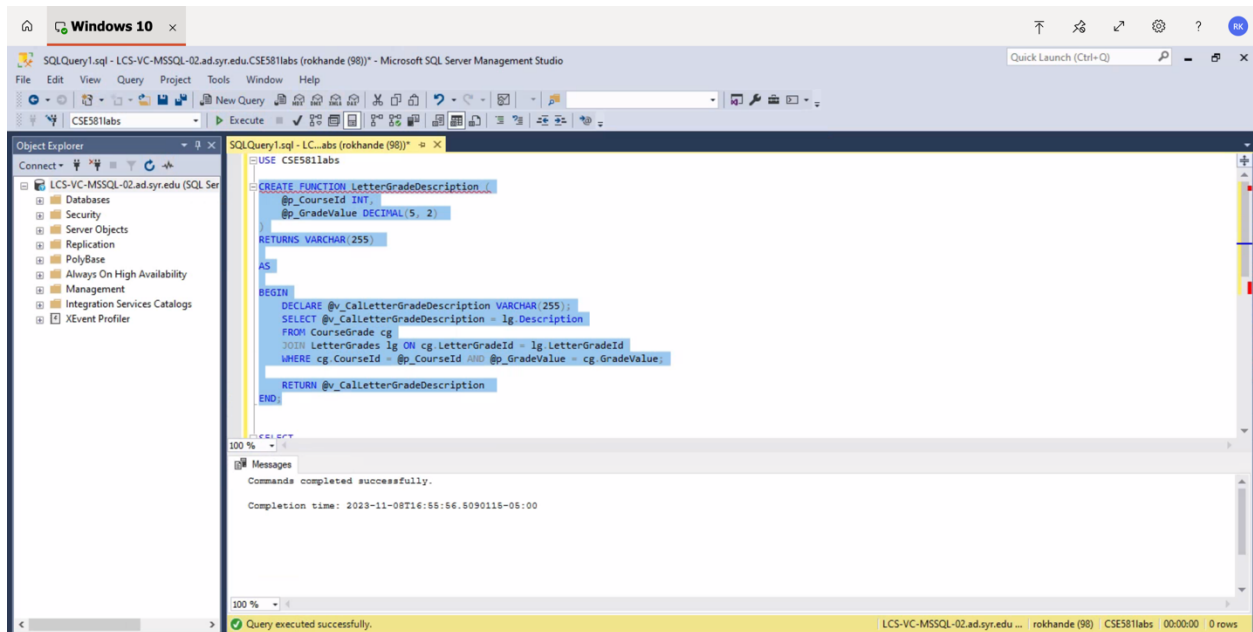 Windows 10 ×
? RK
SQLQuery1.sql - LCS-VC-MSSQL-02.ad.syr.edu.CSE581labs (rokhande (98))* - Microsoft SQL Server Management Studio
Quick Launch (Ctrl+Q)
File Edit View Query Project Tools Window Help
New Query
CSE581labs Execute
Object Explorer
SQLQuery1.sql - LC...abs (rokhande (98))*
Connect
LCS-VC-MSSQL-02.ad.syr.edu (SQL Ser
Databases
Security
Server Objects
Replication
PolyBase
Always On High Availability
Management
Integration Services Catalogs
XEvent Profiler
USE CSE581labs
CREATE FUNCTION LetterGradeDescription (
@p_CourseId INT,
@p_GradeValue DECIMAL(5, 2)
)
RETURNS VARCHAR(255)
AS
BEGIN
DECLARE @v_CalLetterGradeDescription VARCHAR(255);
SELECT @v_CalLetterGradeDescription = lg.Description
FROM CourseGrade cg
JOIN LetterGrades lg ON cg.LetterGradeId = lg.LetterGradeId
WHERE cg.CourseId = @p_CourseId AND @p_GradeValue = cg.GradeValue;
RETURN @v_CalLetterGradeDescription
END;
SELECT
100 %
Messages
Commands completed successfully.
Completion time: 2023-11-08T16:55:56.5090115-05:00
100 %
Query executed successfully.
LCS-VC-MSSQL-02.ad.syr.edu ... rokhande (98) CSE581labs 00:00:00 0 rows